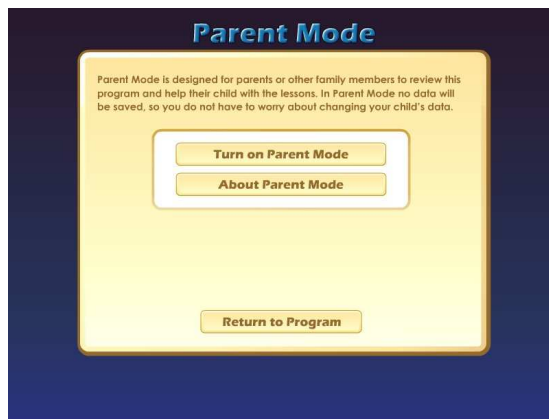 Parent Mode
Parent Mode is designed for parents or other family members to review this
program and help their child with the lessons. In Parent Mode no data will
be saved, so you do not have to worry about changing your child's data.
Turn on Parent Mode
About Parent Mode
Return to Program